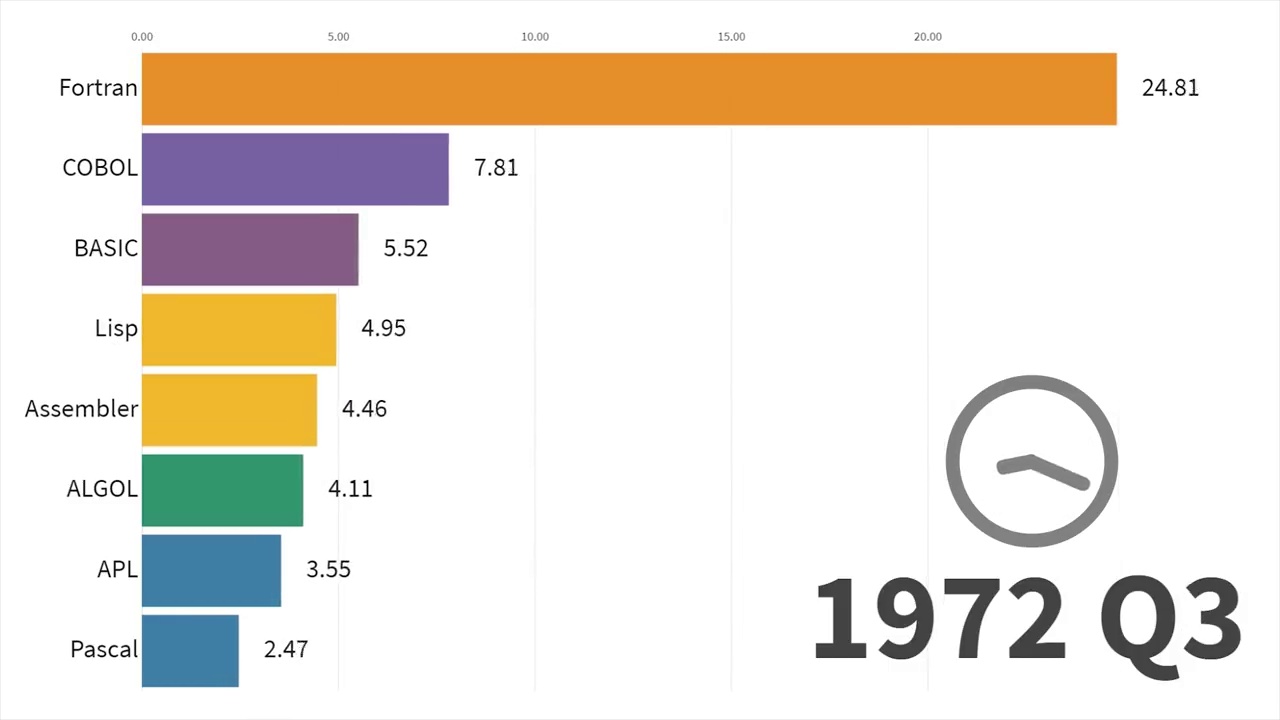 0.00 5.00 10.00 15.00 20.00
Fortran 24.81
COBOL 7.81
BASIC 5.52
Lisp 4.95
Assembler 4.46
ALGOL 4.11
APL 3.55
Pascal 2.47
1972 Q3